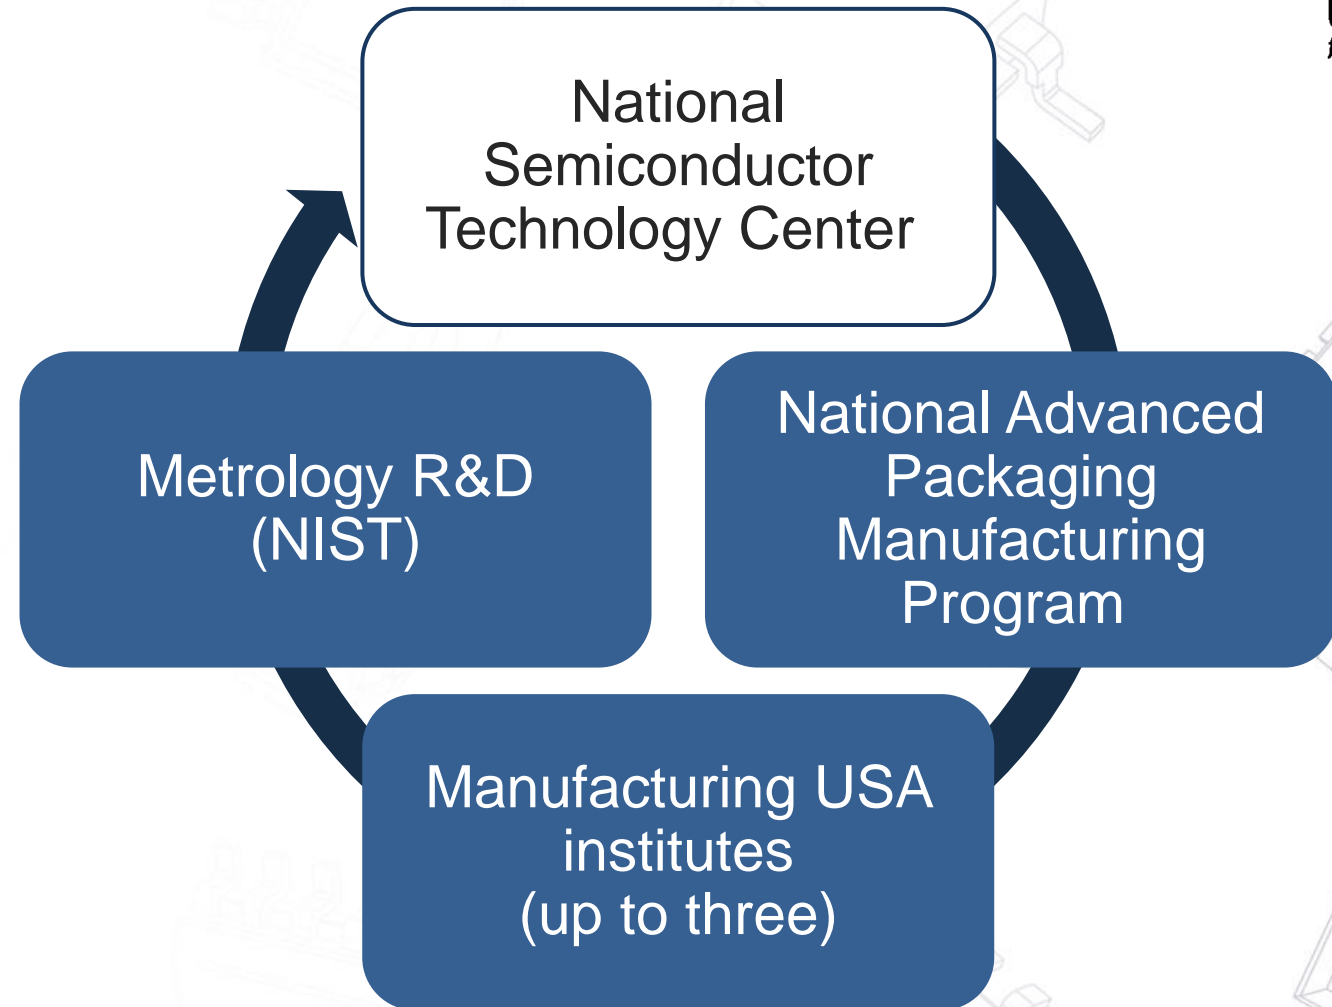 National
Semiconductor
Technology Center
National Advanced
Packaging
Manufacturing
Program
Manufacturing USA
institutes
(up to three)
Metrology R&D
(NIST)